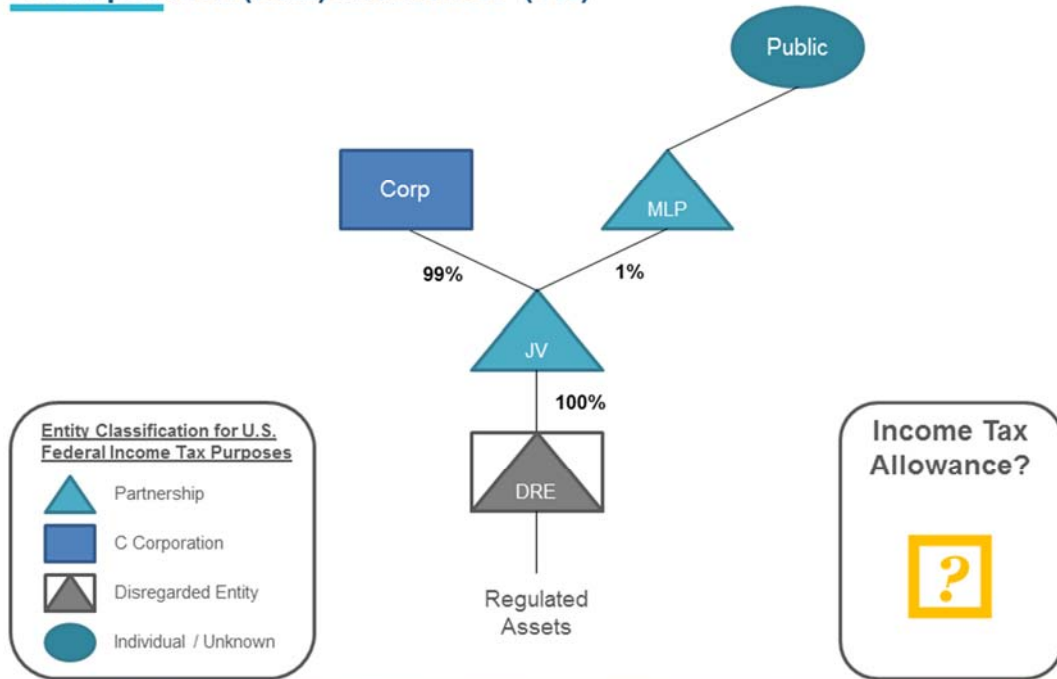 Public
Corp
MLP
99%
1%
JV
100%
DRE
Regulated
Assets
Entity Classification for U.S.
Federal Income Tax Purposes
Partnership
C Corporation
Disregarded Entity
Individual / Unknown
Income Tax
Allowance?
?